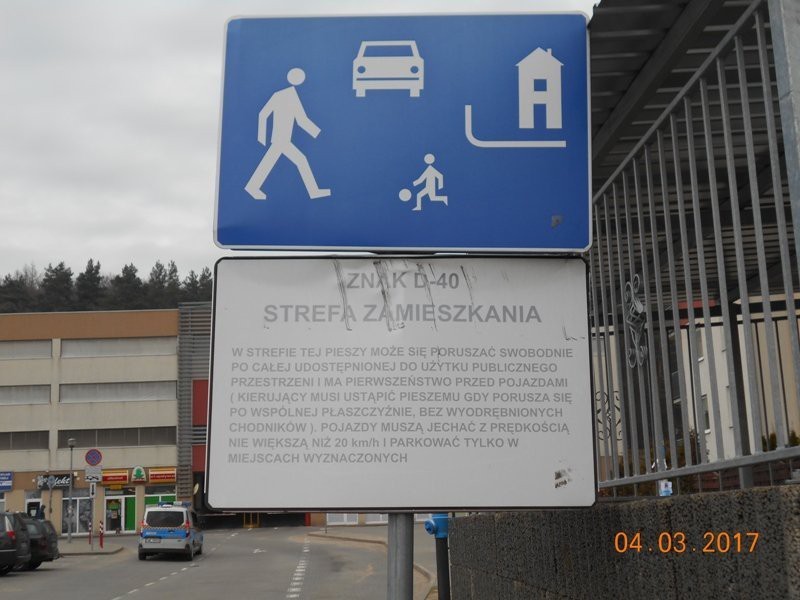 ZNAK D-40
STREFA ZAMIESZKANIA
W STREFIE TEJ PIESZY MOŻE SIĘ PORUSZAĆ SWOBODNIE
PO CAŁEJ UDOSTĘPNIONEJ DO UŻYTKU PUBLICZNEGO
PRZESTRZENI I MA PIERWSZEŃSTWO PRZED POJAZDAMI
( KIERUJĄCY MUSI USTĄPIĆ PIESZEMU GDY PORUSZA SIĘ
PO WSPÓLNEJ PŁASZCZYŹNIE, BEZ WYODRĘBNIONYCH
CHODNIKÓW ). POJAZDY MUSZĄ JECHAĆ Z PRĘDKOŚCIĄ
NIE WIĘKSZĄ NIŻ 20 km/h I PARKOWAĆ TYLKO W
MIEJSCACH WYZNACZONYCH
04.03.2017